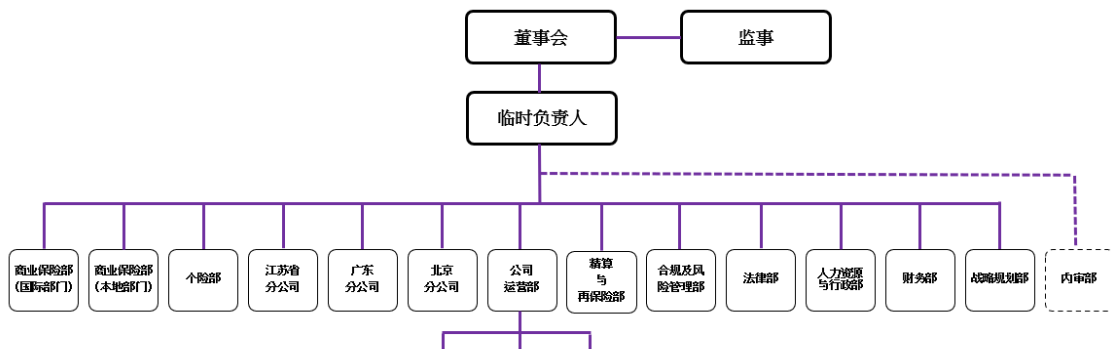 董事会
监事
临时负责人
商业保险部
（国际部门）
商业保险部
（本地部门）
个险部
江苏省
分公司
广东
分公司
北京
分公司
公司
运营部
精算
与
再保险部
合规及风
险管理部
法律部
人力资源
与行政部
财务部
战略规划部
内审部